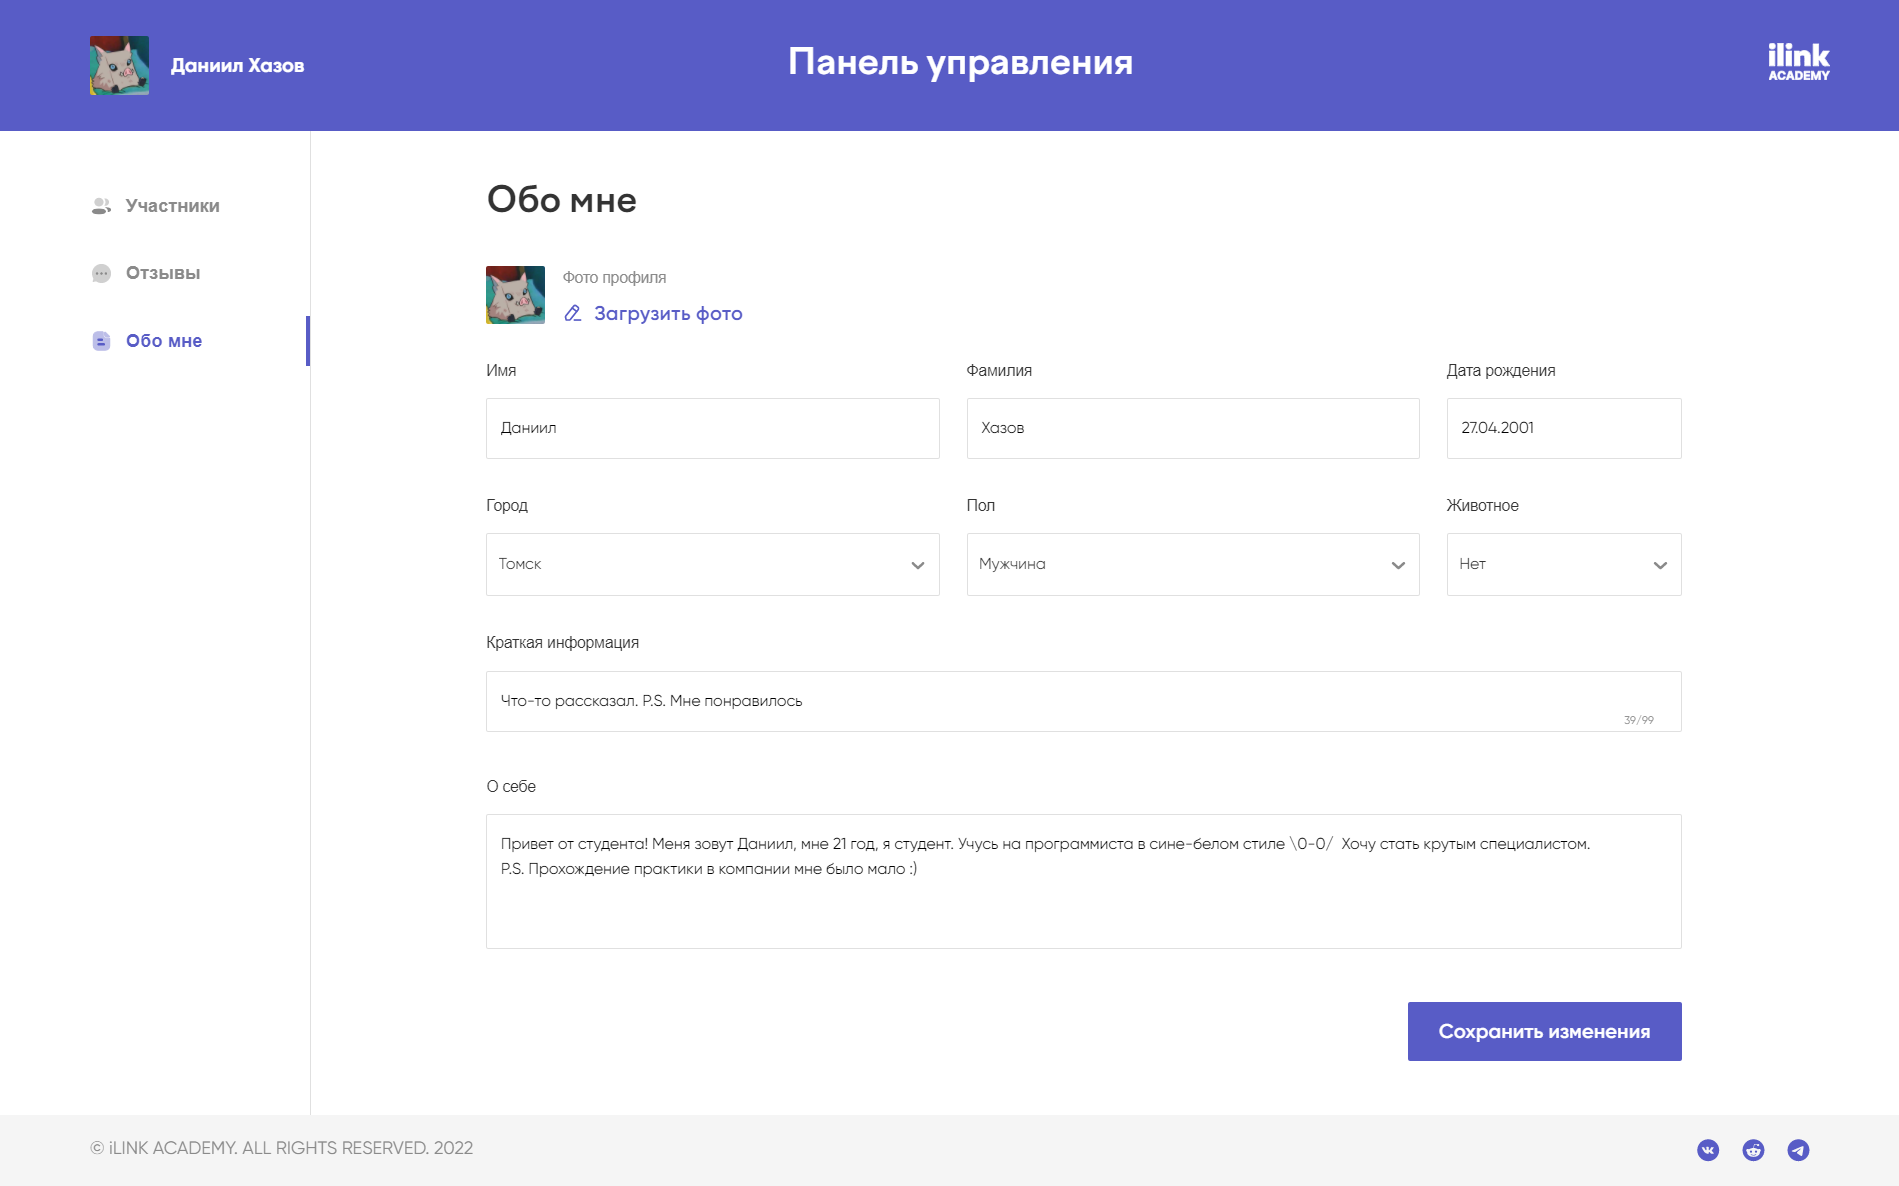 Даниил Хазов
Панель управления
ilink
ACADEMY
Участники
Отзывы
Обо мне
Обо мне
Фото профиля
Загрузить фото
Имя
Фамилия
Дата рождения
Даниил
Хазов
27.04.2001
Город
Пол
Животное
Томск
Мужчина
Нет
Краткая информация
Что-то рассказал. P.S. Мне понравилось
39/99
О себе
Привет от студента! Меня зовут Даниил, мне 21 год, я студент. Учусь на программиста в сине-белом стиле \0-0/  Хочу стать крутым специалистом.
P.S. Прохождение практики в компании мне было мало :)
Сохранить изменения
© iLINK ACADEMY. ALL RIGHTS RESERVED. 2022